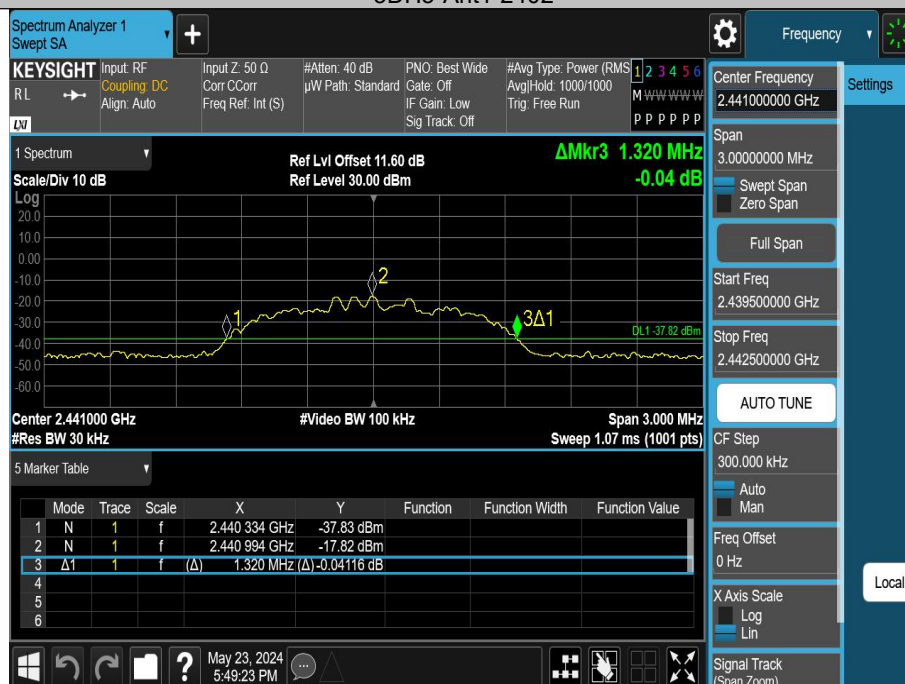 Spectrum Analyzer 1
Swept SA
+
Frequency
KEYSIGHT
RL
LXI
Input: RF
Coupling: DC
Align: Auto
Input Z: 50 Ω
Corr CCorr
Freq Ref: Int (S)
#Atten: 40 dB
µW Path: Standard
PNO: Best Wide
Gate: Off
IF Gain: Low
Sig Track: Off
#Avg Type: Power (RMS
Avg|Hold: 1000/1000
Trig: Free Run
1 2 3 4 5 6
M W W W W W
P P P P P P
1 Spectrum
Scale/Div 10 dB
Ref Lvl Offset 11.60 dB
Ref Level 30.00 dBm
ΔMkr3 1.320 MHz
-0.04 dB
Log
20.0
10.0
0.00
-10.0
-20.0
-30.0
-40.0
-50.0
-60.0
1
2
3Δ1
DL1 -37.82 dBm
Center 2.441000 GHz
#Video BW 100 kHz
Span 3.000 MHz
#Res BW 30 kHz
Sweep 1.07 ms (1001 pts)
5 Marker Table
Mode Trace Scale X Y Function Function Width Function Value
1 N 1 f 2.440 334 GHz -37.83 dBm
2 N 1 f 2.440 994 GHz -17.82 dBm
3 Δ1 1 f (Δ) 1.320 MHz (Δ) -0.04116 dB
4
5
6
May 23, 2024
5:49:23 PM
?
Center Frequency
2.441000000 GHz
Span
3.00000000 MHz
Swept Span
Zero Span
Full Span
Start Freq
2.439500000 GHz
Stop Freq
2.442500000 GHz
AUTO TUNE
CF Step
300.000 kHz
Auto
Man
Freq Offset
0 Hz
X Axis Scale
Log
Lin
Signal Track
(Span Zoom)
Settings
Local